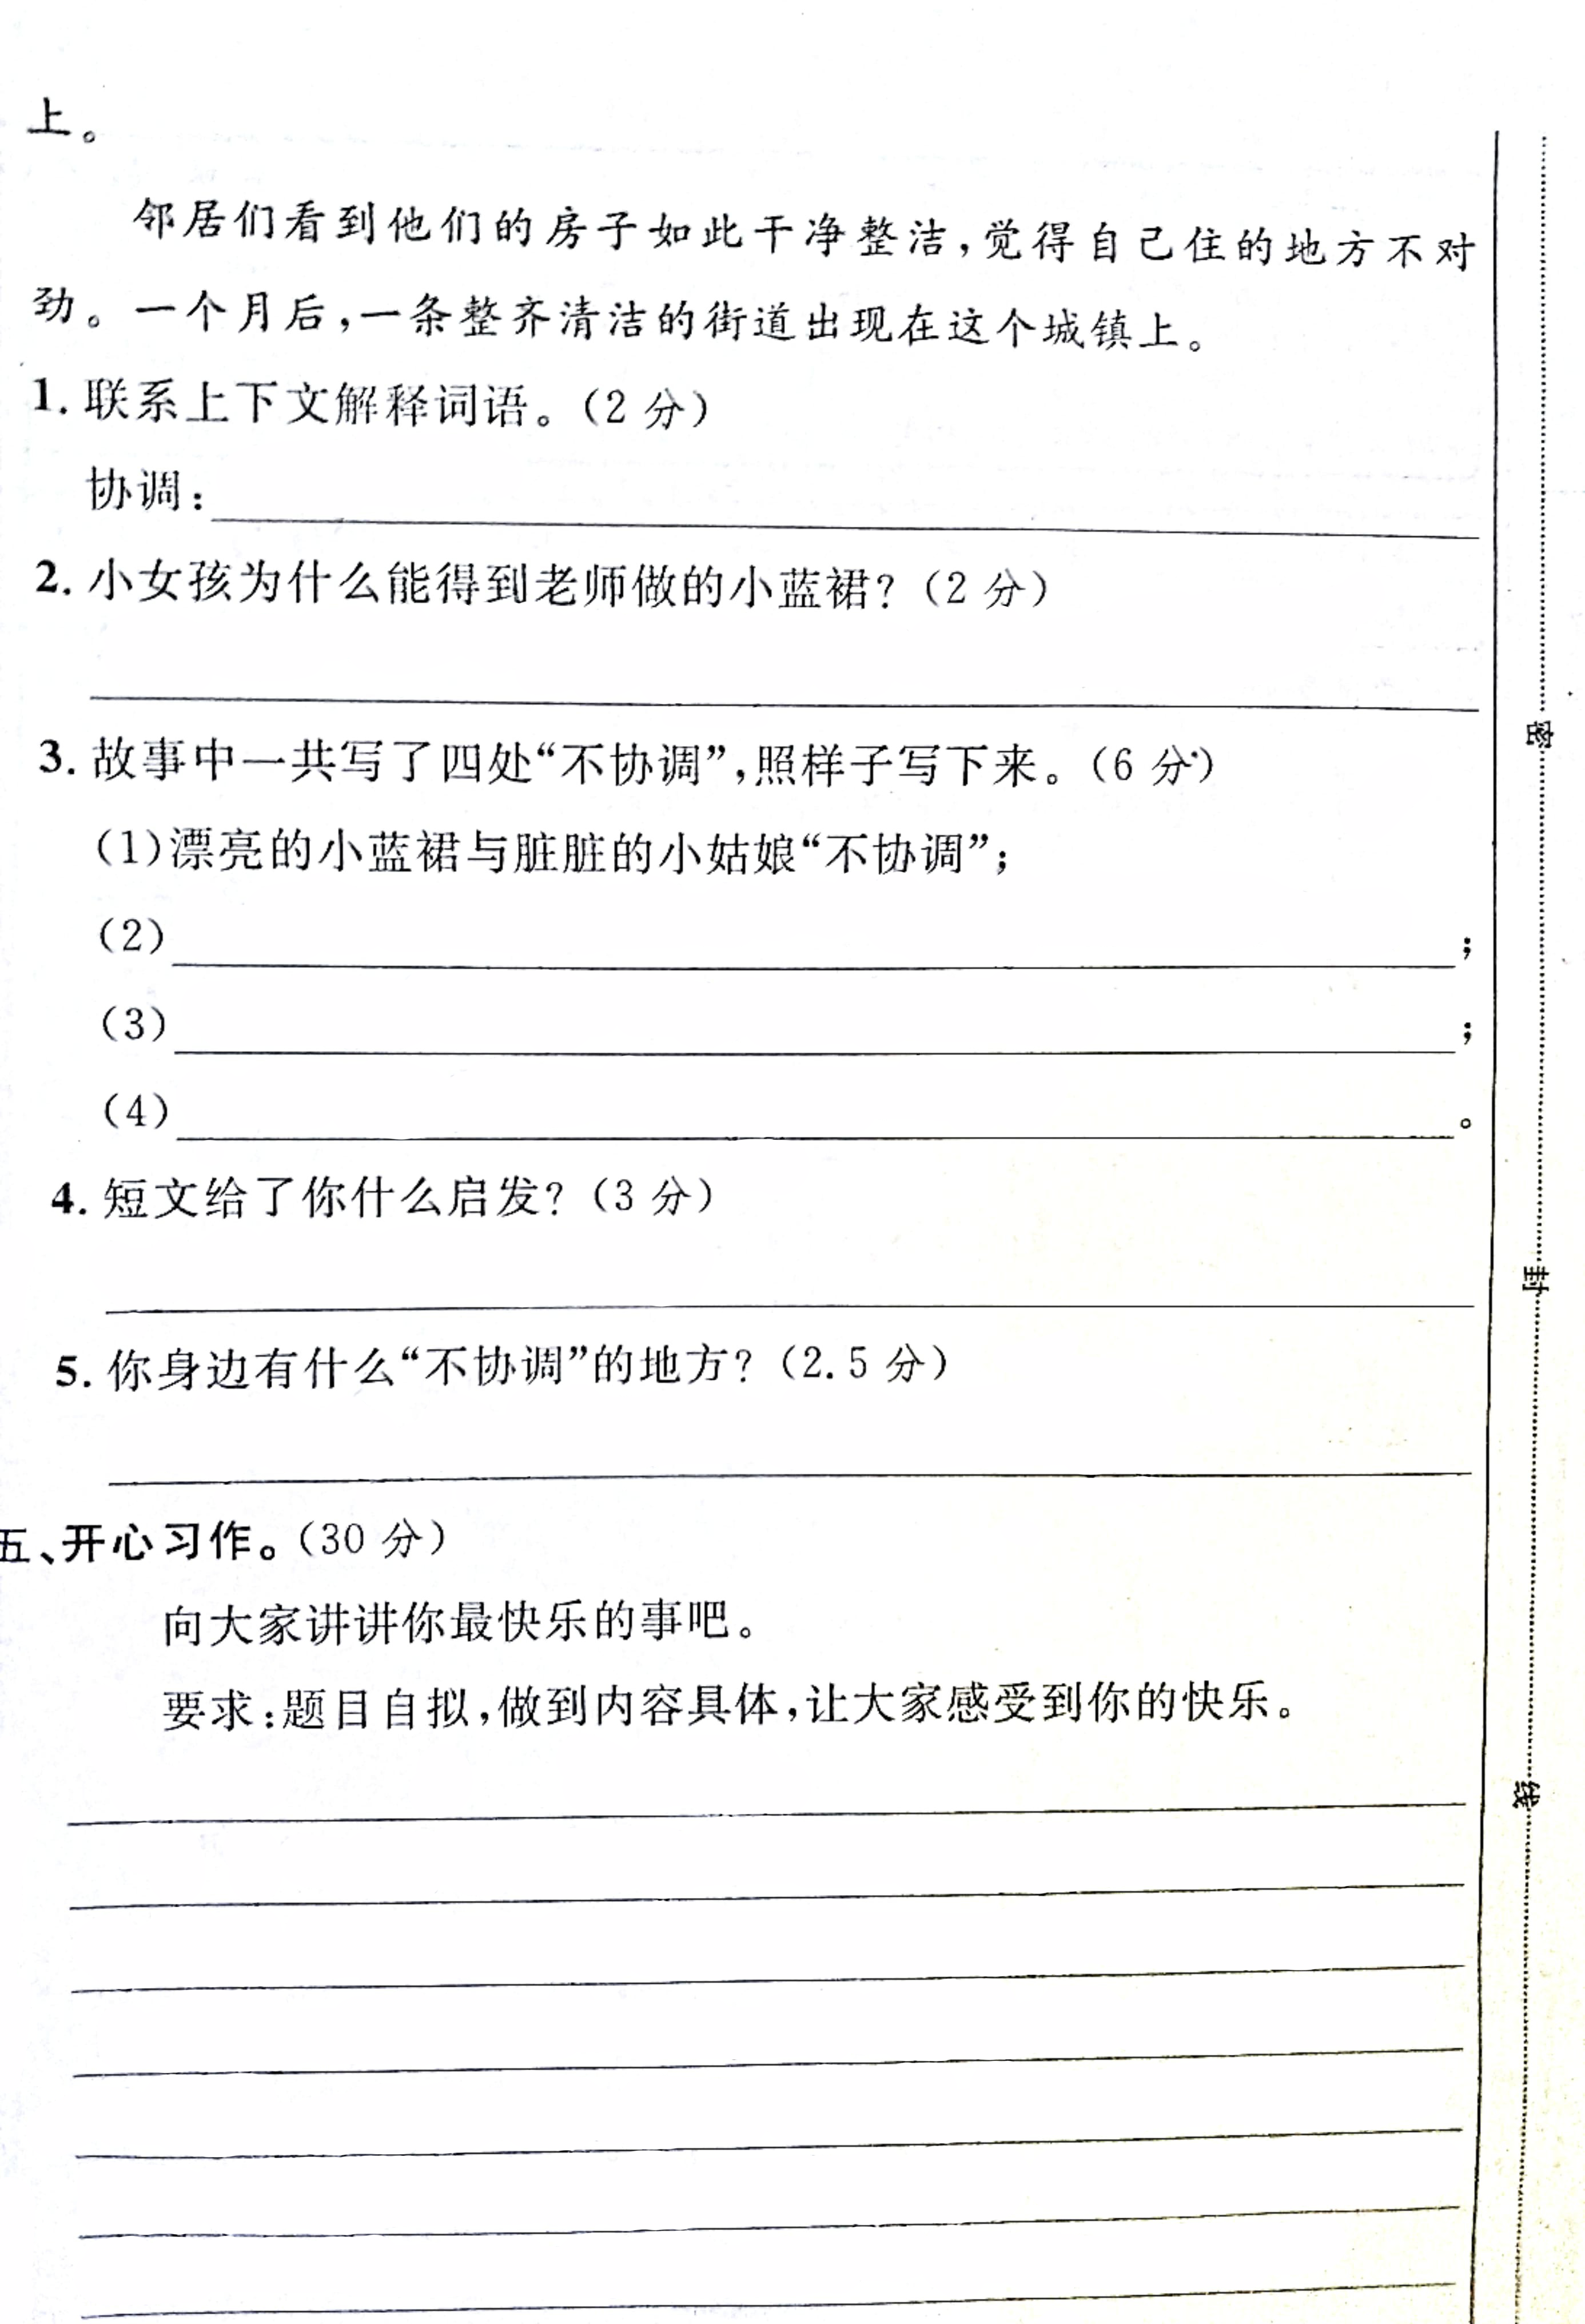 上。
邻居们看到他们的房子如此干净整洁,觉得自己住的地方不对
劲。一个月后,一条整齐清洁的街道出现在这个城镇上。
1. 联系上下文解释词语。(2 分)
协调:
2. 小女孩为什么能得到老师做的小蓝裙?(2 分)
3. 故事中一共写了四处“不协调”,照样子写下来。(6 分)
(1)漂亮的小蓝裙与脏脏的小姑娘“不协调”;
(2) ;
(3) ;
(4) 。
4. 短文给了你什么启发?(3 分)
5. 你身边有什么“不协调”的地方?(2.5 分)
五、开心习作。(30 分)
向大家讲讲你最快乐的事吧。
要求:题目自拟,做到内容具体,让大家感受到你的快乐。
密
封
线